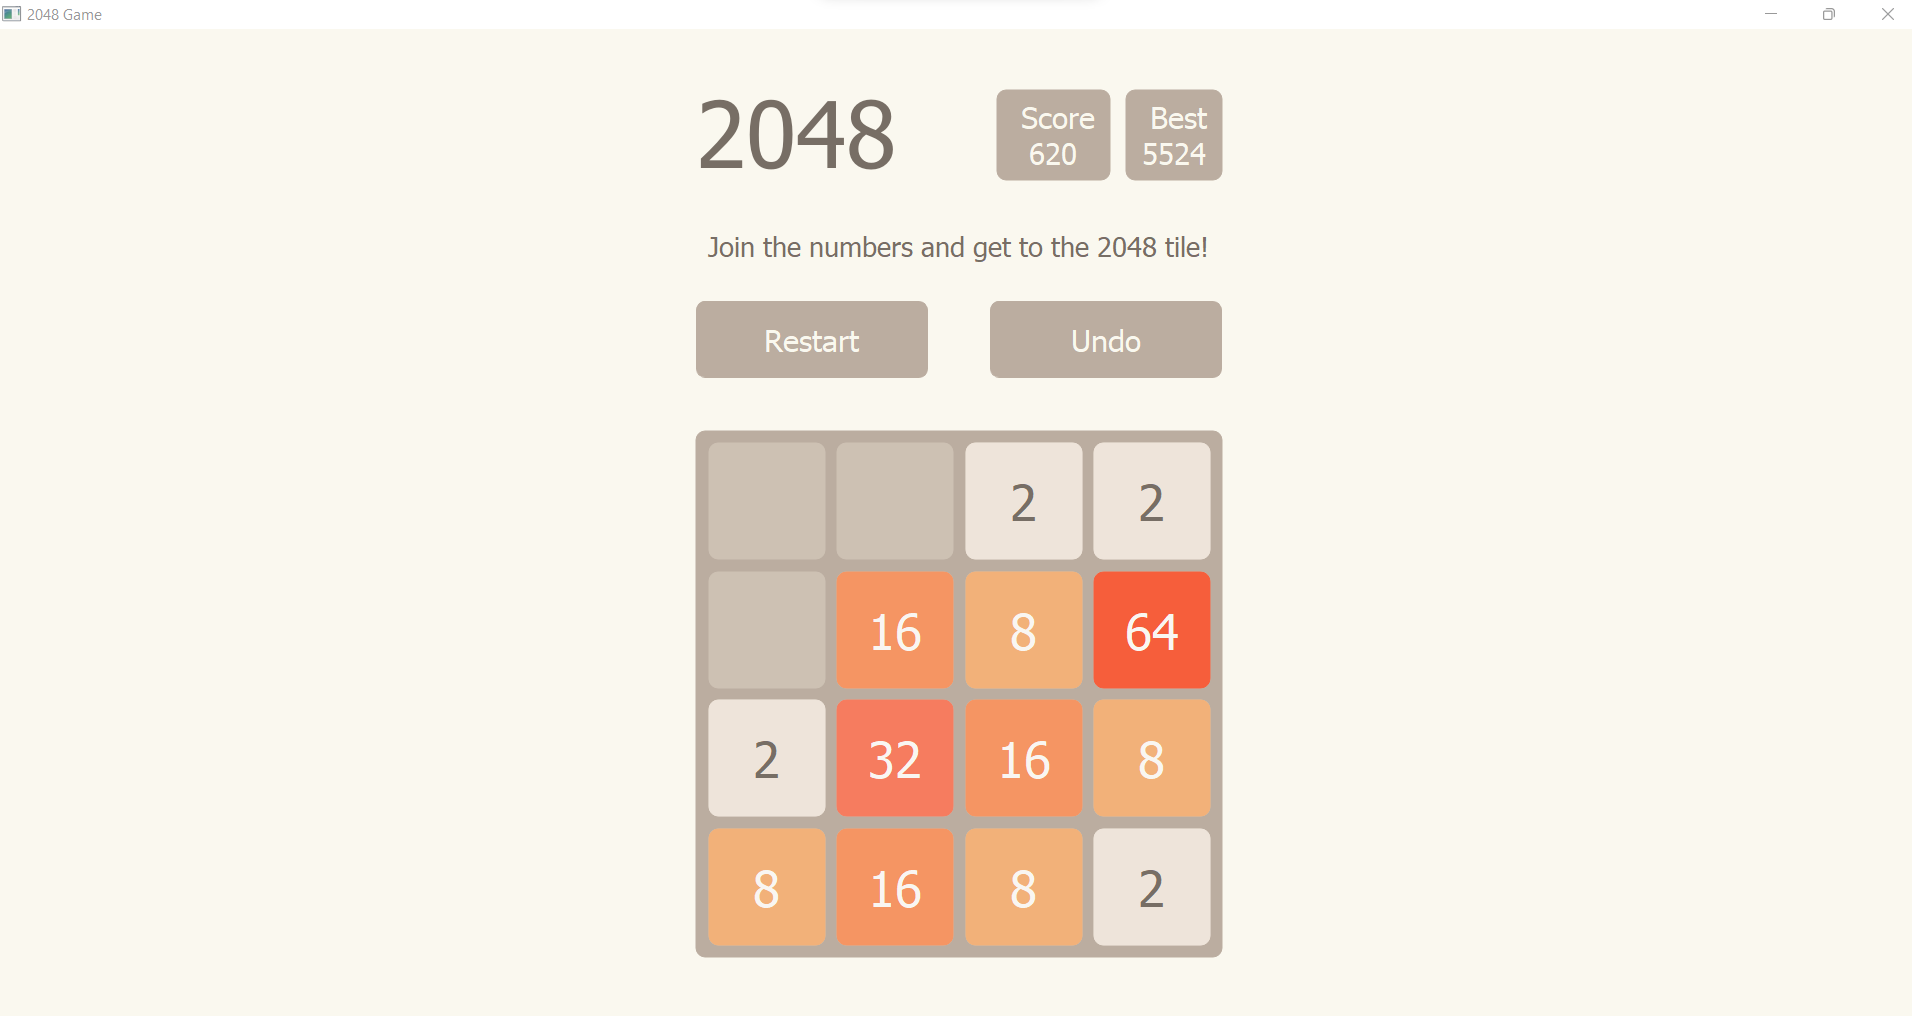 2048 Game
2048
Score
620
Best
5524
Join the numbers and get to the 2048 tile!
Restart
Undo
2 2
16 8 64
2 32 16 8
8 16 8 2